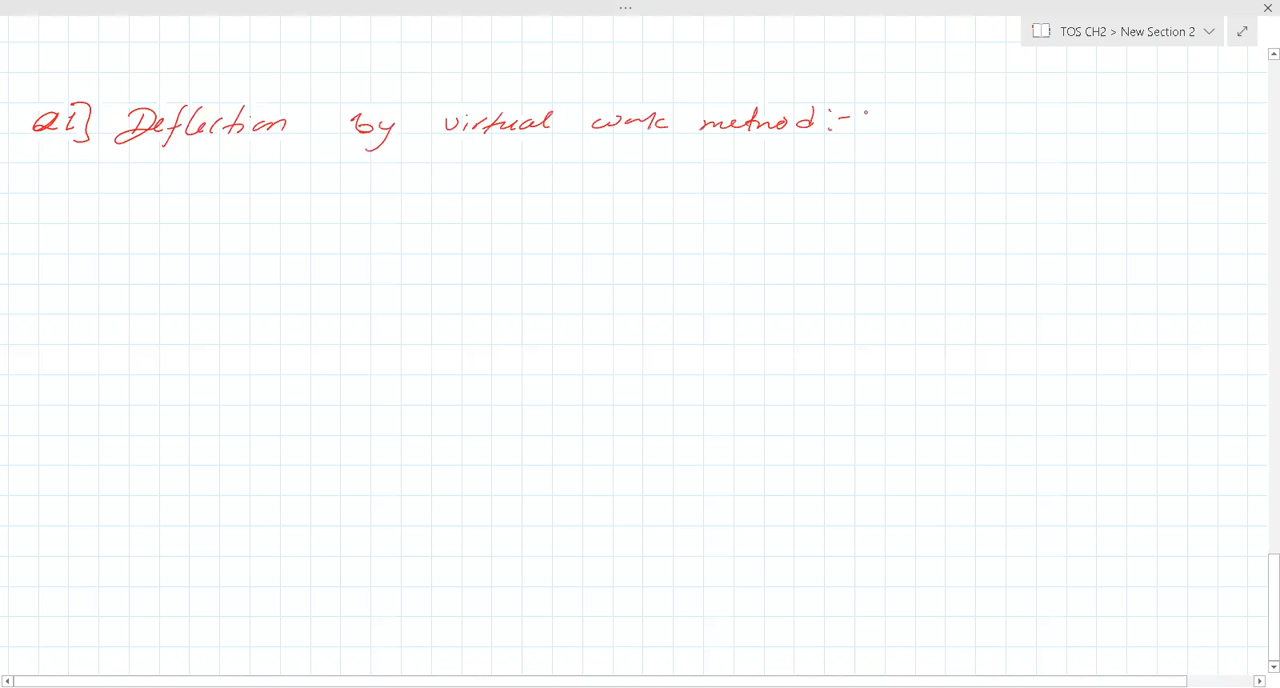 ...
TOS CH2 > New Section 2
Q1] Deflection by virtual work method:-